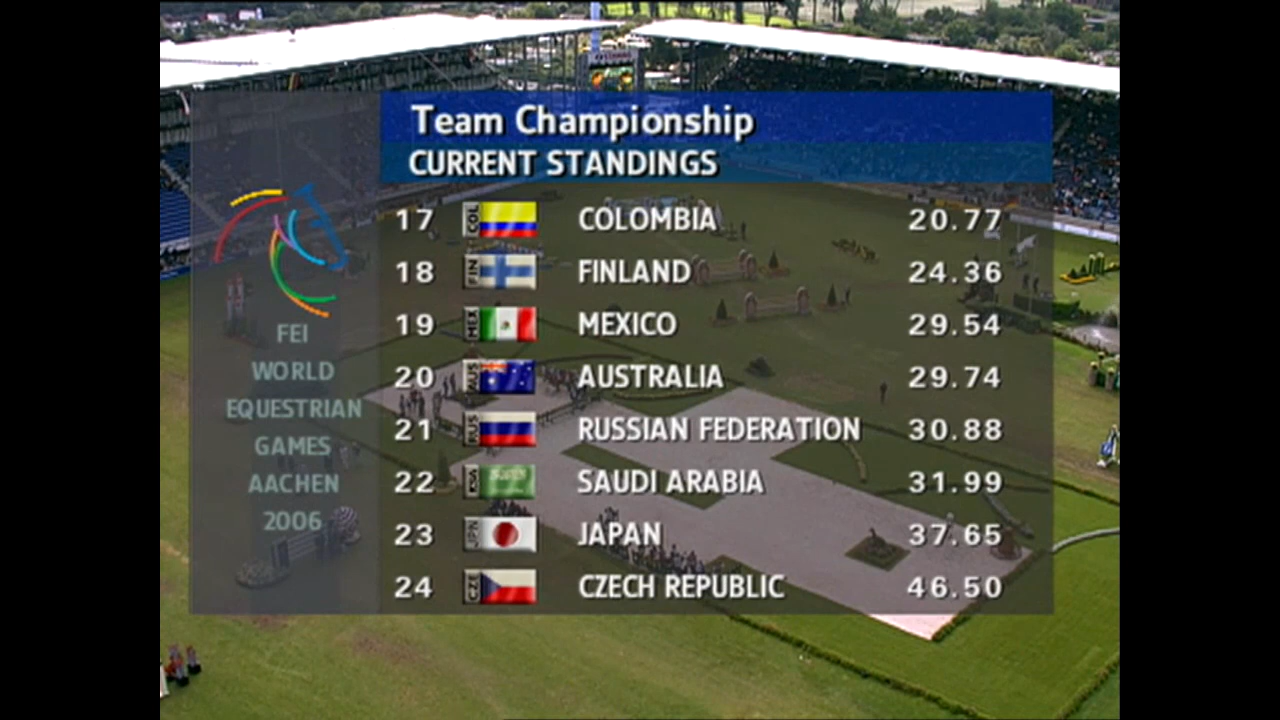 Team Championship
CURRENT STANDINGS
17 COL COLOMBIA 20.77
18 FIN FINLAND 24.36
19 MEX MEXICO 29.54
20 AUS AUSTRALIA 29.74
21 RUS RUSSIAN FEDERATION 30.88
22 KSA SAUDI ARABIA 31.99
23 JPN JAPAN 37.65
24 CZE CZECH REPUBLIC 46.50
FEI
WORLD
EQUESTRIAN
GAMES
AACHEN
2006